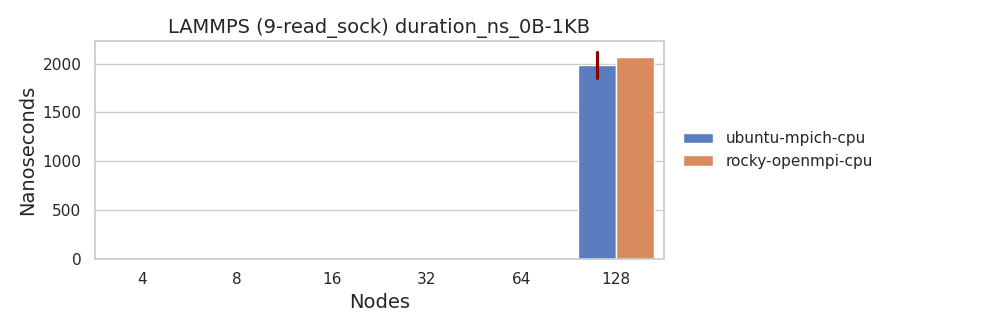 LAMMPS (9-read_sock) duration_ns_0B-1KB
Nanoseconds
2000
1500
1000
500
0
4 8 16 32 64 128
Nodes
ubuntu-mpich-cpu
rocky-openmpi-cpu